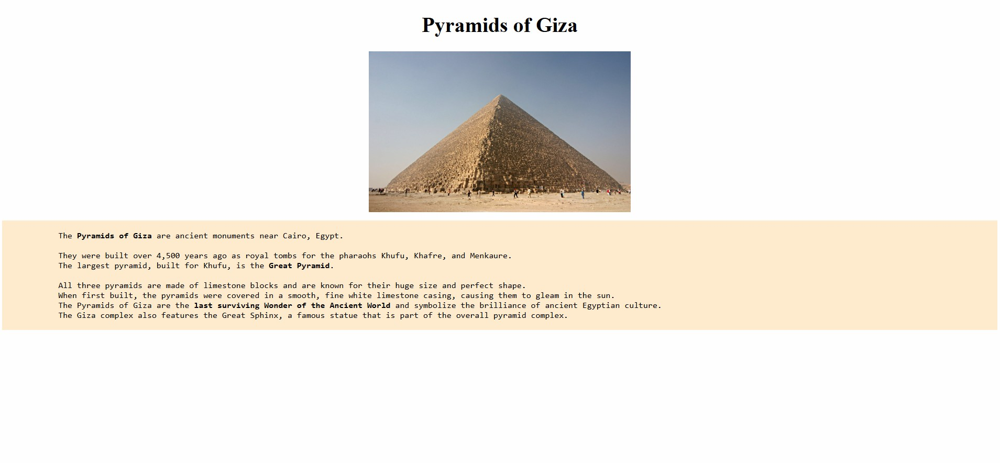 Pyramids of Giza
The Pyramids of Giza are ancient monuments near Cairo, Egypt.
They were built over 4,500 years ago as royal tombs for the pharaohs Khufu, Khafre, and Menkaure.
The largest pyramid, built for Khufu, is the Great Pyramid.
All three pyramids are made of limestone blocks and are known for their huge size and perfect shape.
When first built, the pyramids were covered in a smooth, fine white limestone casing, causing them to gleam in the sun.
The Pyramids of Giza are the last surviving Wonder of the Ancient World and symbolize the brilliance of ancient Egyptian culture.
The Giza complex also features the Great Sphinx, a famous statue that is part of the overall pyramid complex.